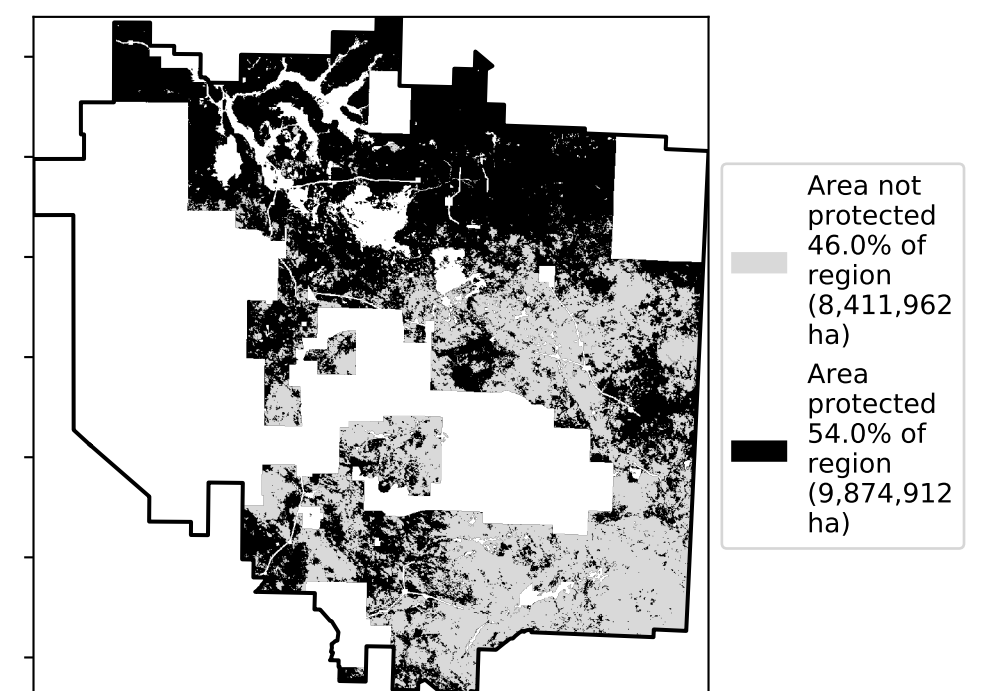 Area not
protected
46.0% of
region
(8,411,962
ha)
Area
protected
54.0% of
region
(9,874,912
ha)